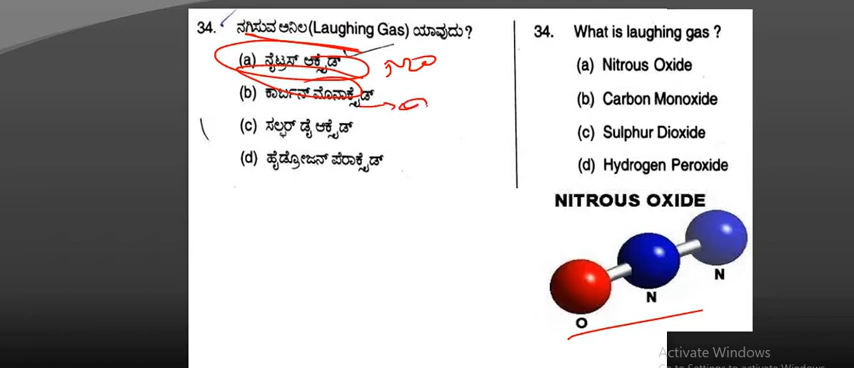 34. ನಗಿಸುವ ಅನಿಲ (Laughing Gas) ಯಾವುದು?
(a) ನೈಟ್ರಸ್ ಆಕ್ಸೈಡ್
(b) ಕಾರ್ಬನ್ ಮೊನಾಕ್ಸೈಡ್
(c) ಸಲ್ಫರ್ ಡೈ ಆಕ್ಸೈಡ್
(d) ಹೈಡ್ರೋಜನ್ ಪೆರಾಕ್ಸೈಡ್
34. What is laughing gas ?
(a) Nitrous Oxide
(b) Carbon Monoxide
(c) Sulphur Dioxide
(d) Hydrogen Peroxide
NITROUS OXIDE
N
N
O
Activate Windows